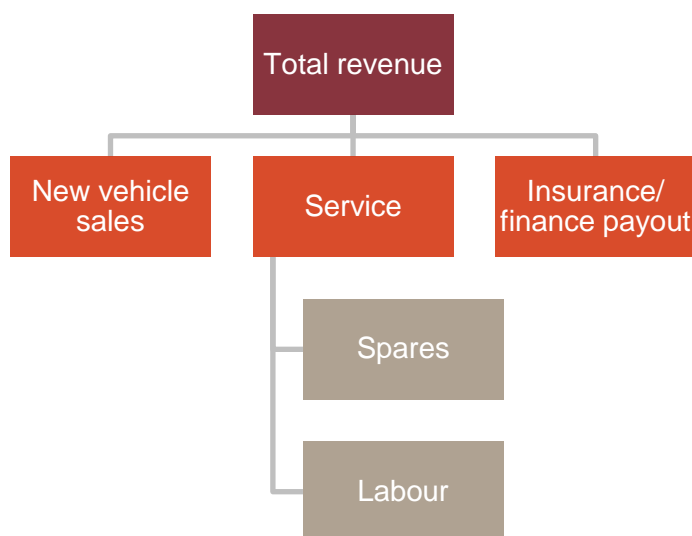 Total revenue
New vehicle
sales
Service
Insurance/
finance payout
Spares
Labour